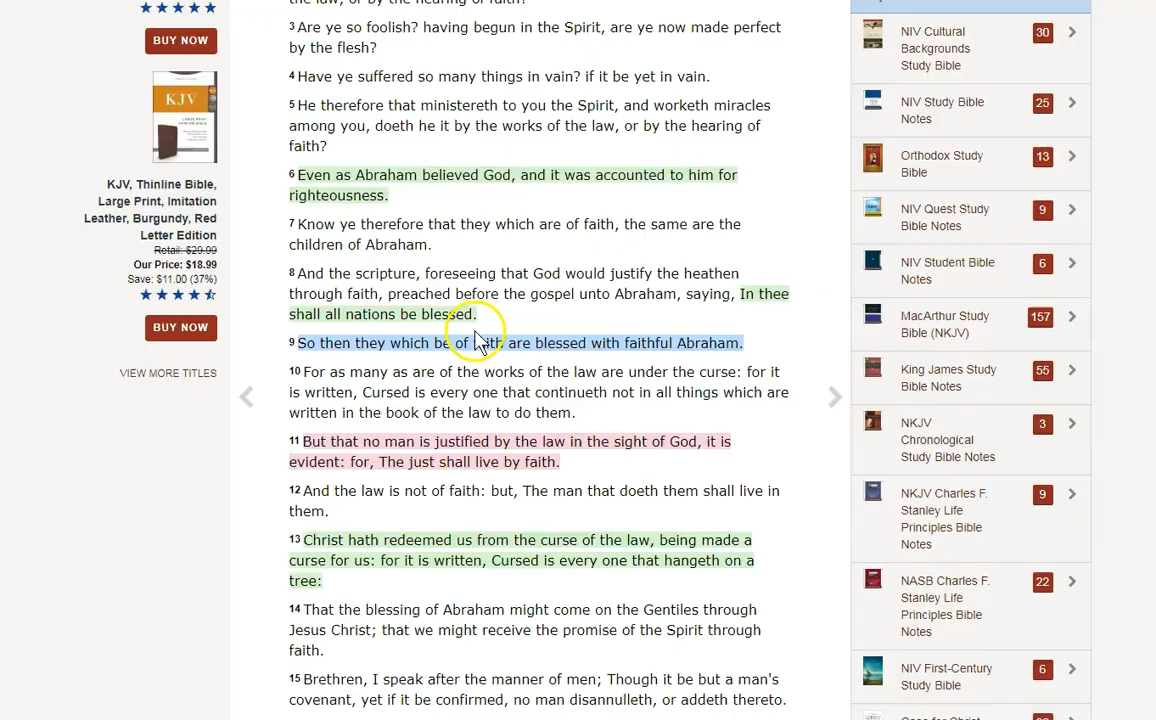 BUY NOW
KJV
LARGE PRINT
THINLINE BIBLE
KJV, Thinline Bible,
Large Print, Imitation
Leather, Burgundy, Red
Letter Edition
Retail: $29.99
Our Price: $18.99
Save: $11.00 (37%)
BUY NOW
VIEW MORE TITLES
the law, or by the hearing of faith?
3 Are ye so foolish? having begun in the Spirit, are ye now made perfect
by the flesh?
4 Have ye suffered so many things in vain? if it be yet in vain.
5 He therefore that ministereth to you the Spirit, and worketh miracles
among you, doeth he it by the works of the law, or by the hearing of
faith?
6 Even as Abraham believed God, and it was accounted to him for
righteousness.
7 Know ye therefore that they which are of faith, the same are the
children of Abraham.
8 And the scripture, foreseeing that God would justify the heathen
through faith, preached before the gospel unto Abraham, saying, In thee
shall all nations be blessed.
9 So then they which be of faith are blessed with faithful Abraham.
10 For as many as are of the works of the law are under the curse: for it
is written, Cursed is every one that continueth not in all things which are
written in the book of the law to do them.
11 But that no man is justified by the law in the sight of God, it is
evident: for, The just shall live by faith.
12 And the law is not of faith: but, The man that doeth them shall live in
them.
13 Christ hath redeemed us from the curse of the law, being made a
curse for us: for it is written, Cursed is every one that hangeth on a
tree:
14 That the blessing of Abraham might come on the Gentiles through
Jesus Christ; that we might receive the promise of the Spirit through
faith.
15 Brethren, I speak after the manner of men; Though it be but a man's
covenant, yet if it be confirmed, no man disannulleth, or addeth thereto.
NIV Cultural
Backgrounds
Study Bible
30
NIV Study Bible
Notes
25
Orthodox Study
Bible
13
NIV Quest Study
Bible Notes
9
NIV Student Bible
Notes
6
MacArthur Study
Bible (NKJV)
157
King James Study
Bible Notes
55
NKJV
Chronological
Study Bible Notes
3
NKJV Charles F.
Stanley Life
Principles Bible
Notes
9
NASB Charles F.
Stanley Life
Principles Bible
Notes
22
NIV First-Century
Study Bible
6